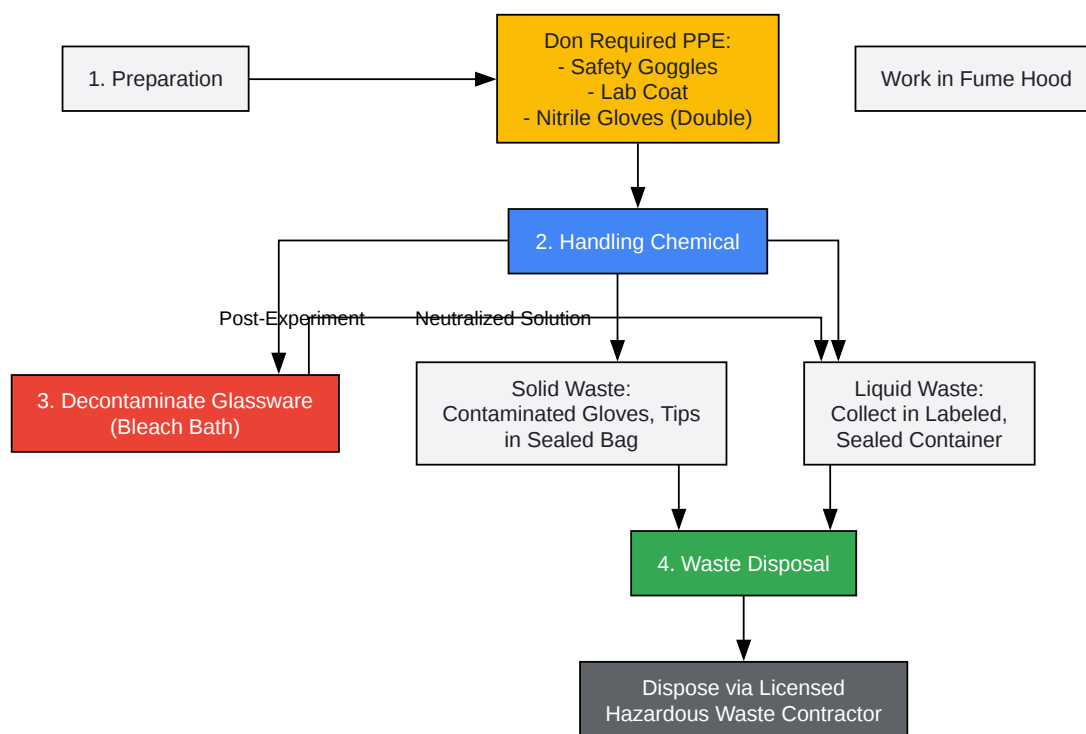 1. Preparation
Don Required PPE:
- Safety Goggles
- Lab Coat
- Nitrile Gloves (Double)
Work in Fume Hood
2. Handling Chemical
Post-Experiment
Neutralized Solution
3. Decontaminate Glassware
(Bleach Bath)
Solid Waste:
Contaminated Gloves, Tips
in Sealed Bag
Liquid Waste:
Collect in Labeled,
Sealed Container
4. Waste Disposal
Dispose via Licensed
Hazardous Waste Contractor